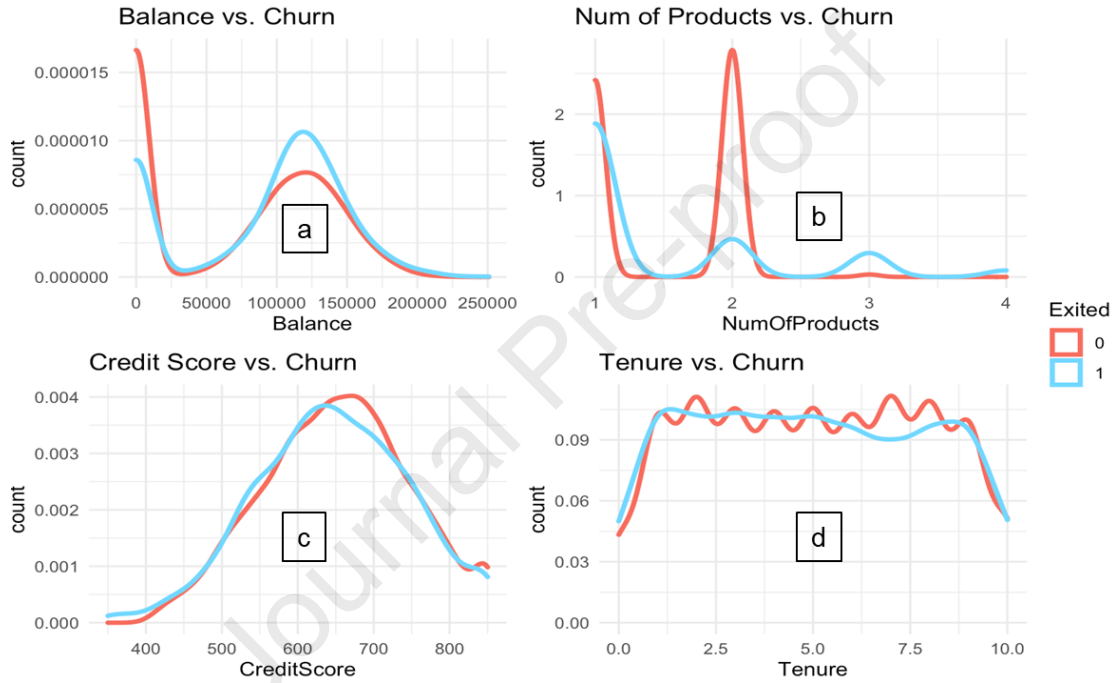 Balance vs. Churn
count
0.000015
0.000010
0.000005
0.000000
a
0 50000 100000 150000 200000 250000
Balance
Num of Products vs. Churn
count
2
1
0
b
1 2 3 4
NumOfProducts
Exited
0
1
Credit Score vs. Churn
count
0.004
0.003
0.002
0.001
0.000
c
400 500 600 700 800
CreditScore
Tenure vs. Churn
count
0.09
0.06
0.03
0.00
d
0.0 2.5 5.0 7.5 10.0
Tenure
Journal Pre-proof